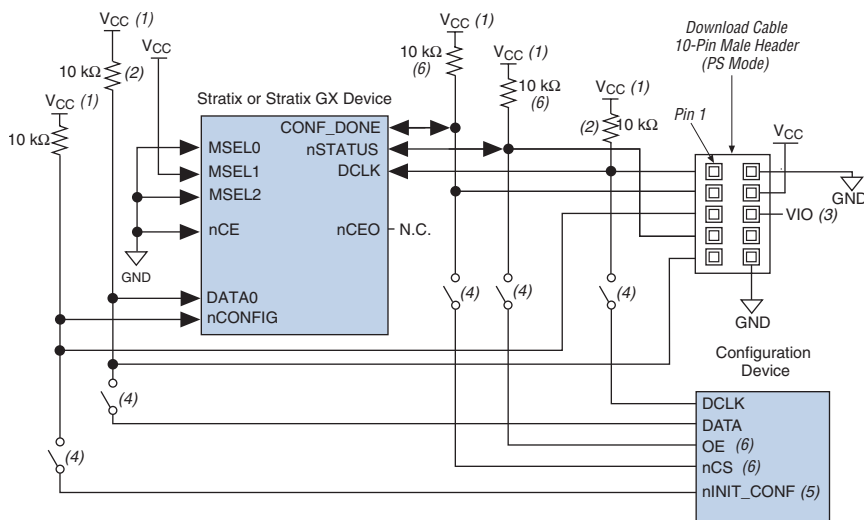 VCC (1)
VCC
10 kΩ
(2)
VCC (1)
10 kΩ
VCC (1)
10 kΩ
(6)
VCC (1)
10 kΩ
(6)
VCC (1)
(2)
10 kΩ
Download Cable
10-Pin Male Header
(PS Mode)
Pin 1
VCC
GND
VIO (3)
GND
Stratix or Stratix GX Device
CONF_DONE
nSTATUS
DCLK
MSEL0
MSEL1
MSEL2
nCE
nCEO
N.C.
GND
DATA0
nCONFIG
(4)
(4)
(4)
(4)
(4)
Configuration
Device
DCLK
DATA
OE (6)
nCS (6)
nINIT_CONF (5)